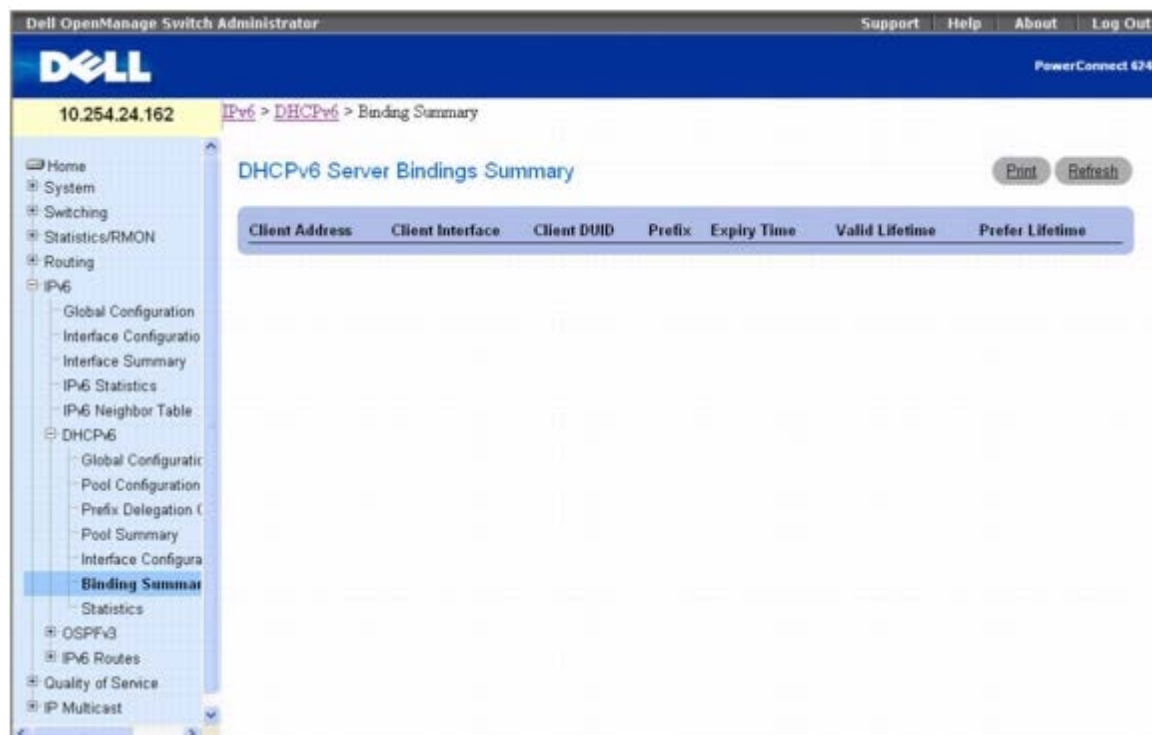 Dell OpenManage Switch Administrator Support Help About Log Out
DELL
PowerConnect 624
10.254.24.162
IPv6 > DHCPv6 > Binding Summary
Home
System
Switching
Statistics/RMON
Routing
IPv6
Global Configuration
Interface Configuratio
Interface Summary
IPv6 Statistics
IPv6 Neighbor Table
DHCPv6
Global Configuratic
Pool Configuration
Prefix Delegation C
Pool Summary
Interface Configura
Binding Summar
Statistics
OSPFv3
IPv6 Routes
Quality of Service
IP Multicast
DHCPv6 Server Bindings Summary
Print Refresh
Client Address Client Interface Client DUID Prefix Expiry Time Valid Lifetime Prefer Lifetime